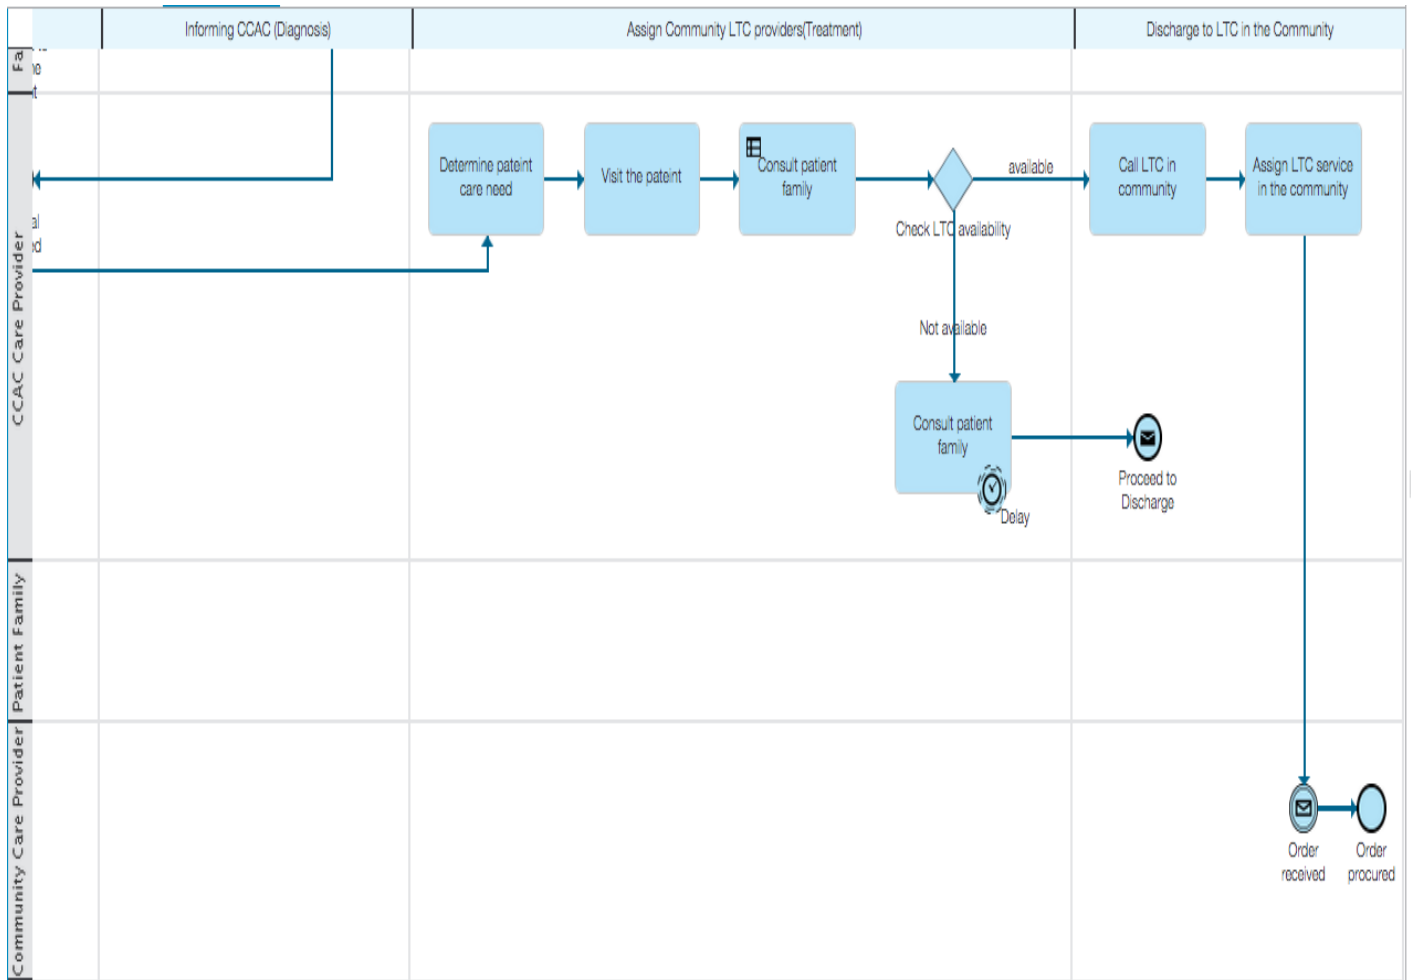 Informing CCAC (Diagnosis)
Assign Community LTC providers(Treatment)
Discharge to LTC in the Community
Fa
CCAC Care Provider
Patient Family
Community Care Provider
Determine pateint
care need
Visit the pateint
Consult patient
family
Check LTC availability
available
Call LTC in
community
Assign LTC service
in the community
Not available
Consult patient
family
Delay
Proceed to
Discharge
Order
received
Order
procured